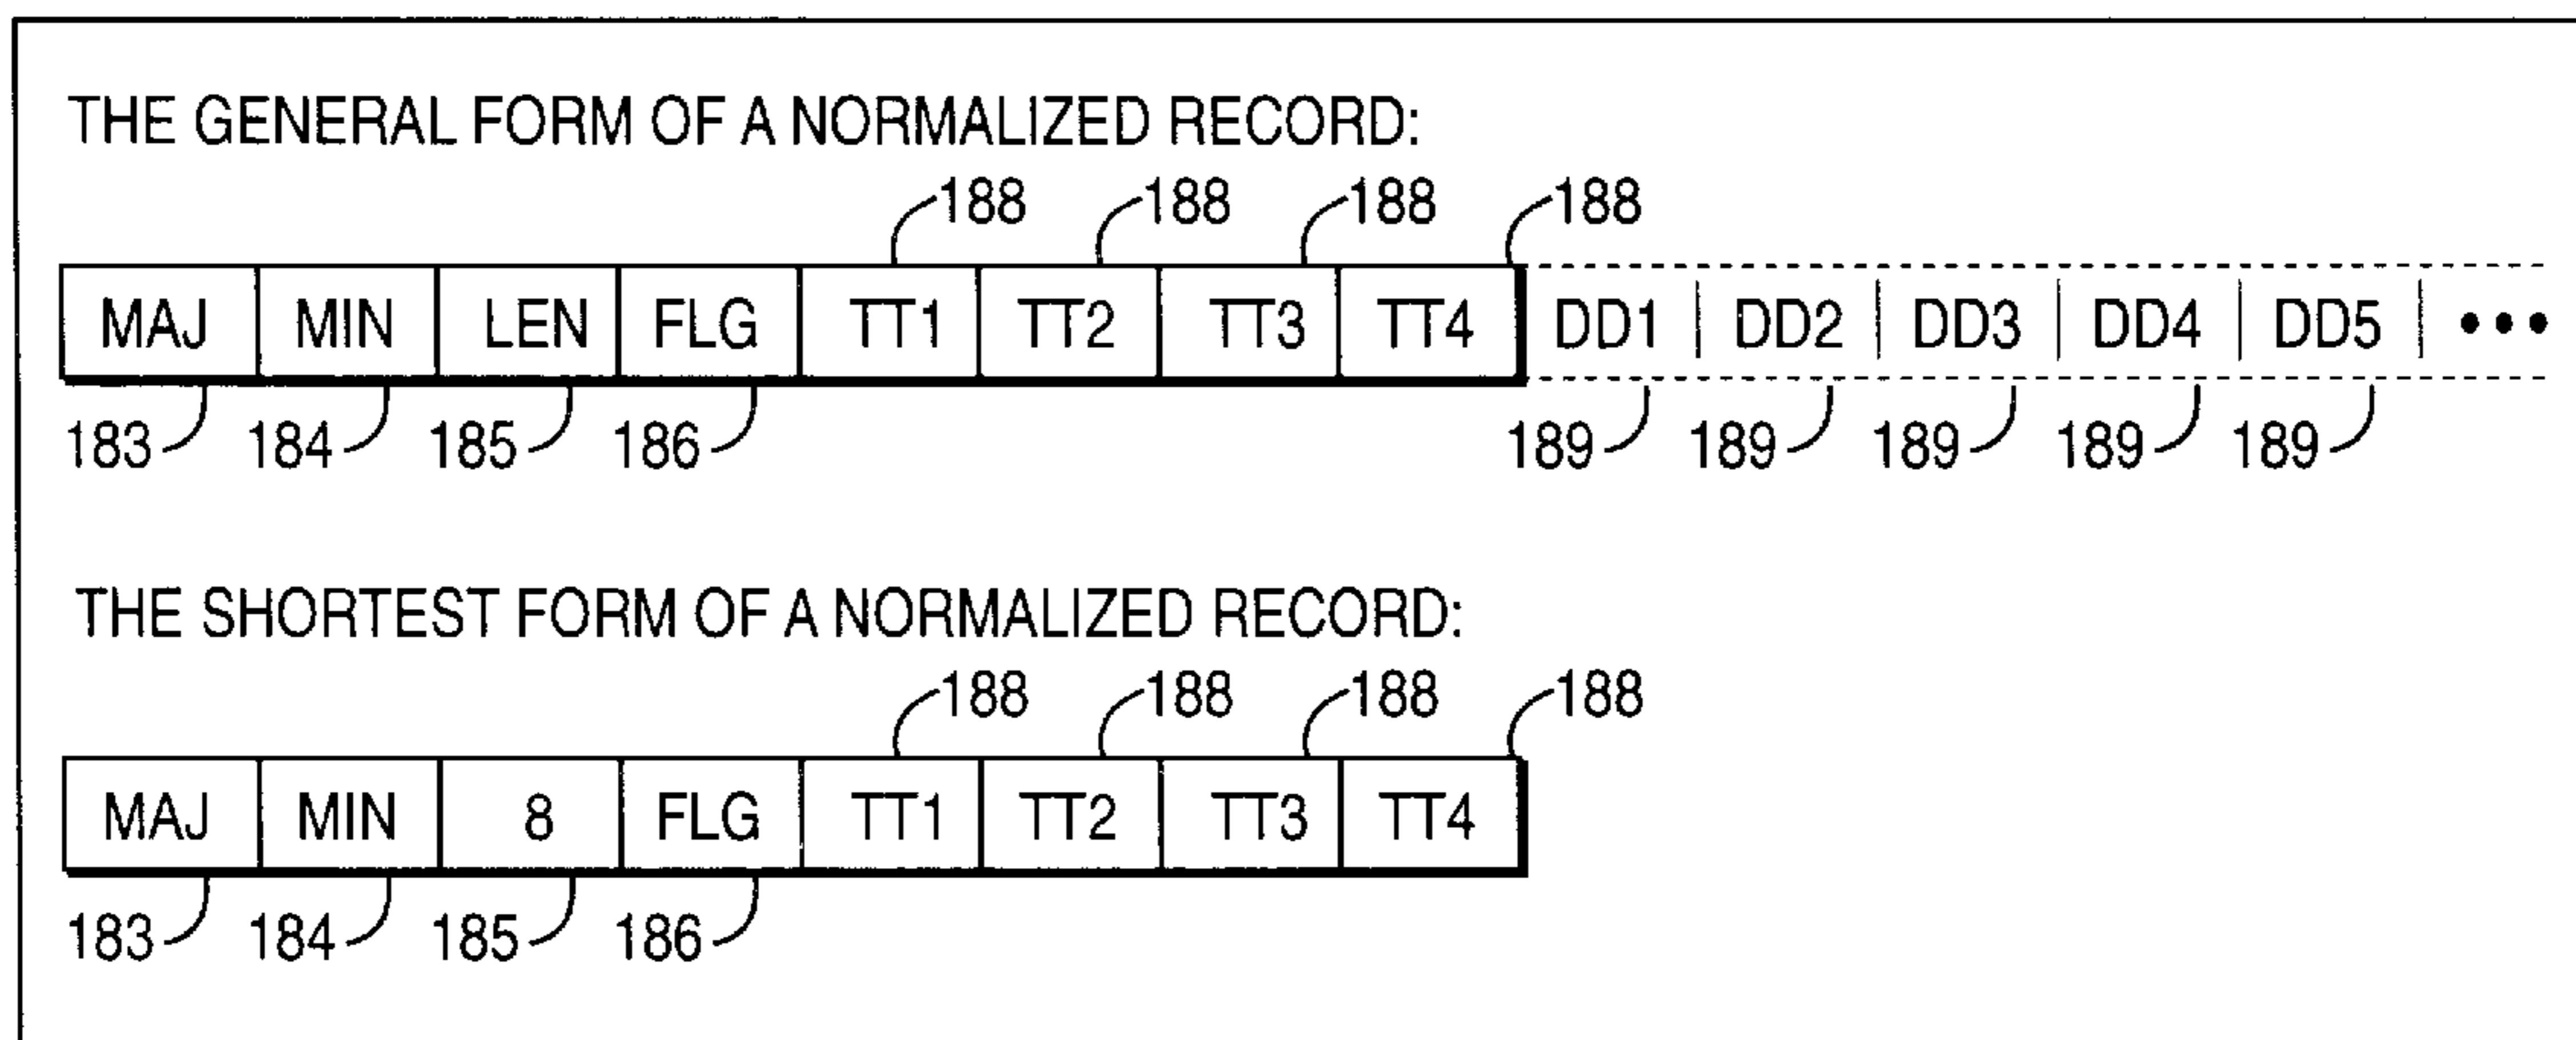 THE GENERAL FORM OF A NORMALIZED RECORD:
188 188 188 188
MAJ MIN LEN FLG TT1 TT2 TT3 TT4 DD1 DD2 DD3 DD4 DD5 •••
183 184 185 186 189 189 189 189 189
THE SHORTEST FORM OF A NORMALIZED RECORD:
188 188 188 188
MAJ MIN 8 FLG TT1 TT2 TT3 TT4
183 184 185 186